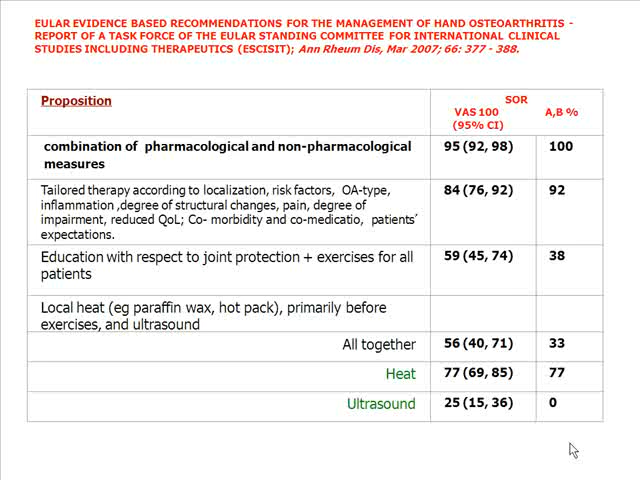 EULAR EVIDENCE BASED RECOMMENDATIONS FOR THE MANAGEMENT OF HAND OSTEOARTHRITIS -
REPORT OF A TASK FORCE OF THE EULAR STANDING COMMITTEE FOR INTERNATIONAL CLINICAL
STUDIES INCLUDING THERAPEUTICS (ESCISIT); Ann Rheum Dis, Mar 2007; 66: 377 - 388.
Proposition
SOR
VAS 100 A,B %
(95% CI)
combination of pharmacological and non-pharmacological 95 (92, 98) 100
measures
Tailored therapy according to localization, risk factors, OA-type, 84 (76, 92) 92
inflammation ,degree of structural changes, pain, degree of
impairment, reduced QoL; Co- morbidity and co-medicatio, patients´
expectations.
Education with respect to joint protection + exercises for all 59 (45, 74) 38
patients
Local heat (eg paraffin wax, hot pack), primarily before
exercises, and ultrasound
All together 56 (40, 71) 33
Heat 77 (69, 85) 77
Ultrasound 25 (15, 36) 0